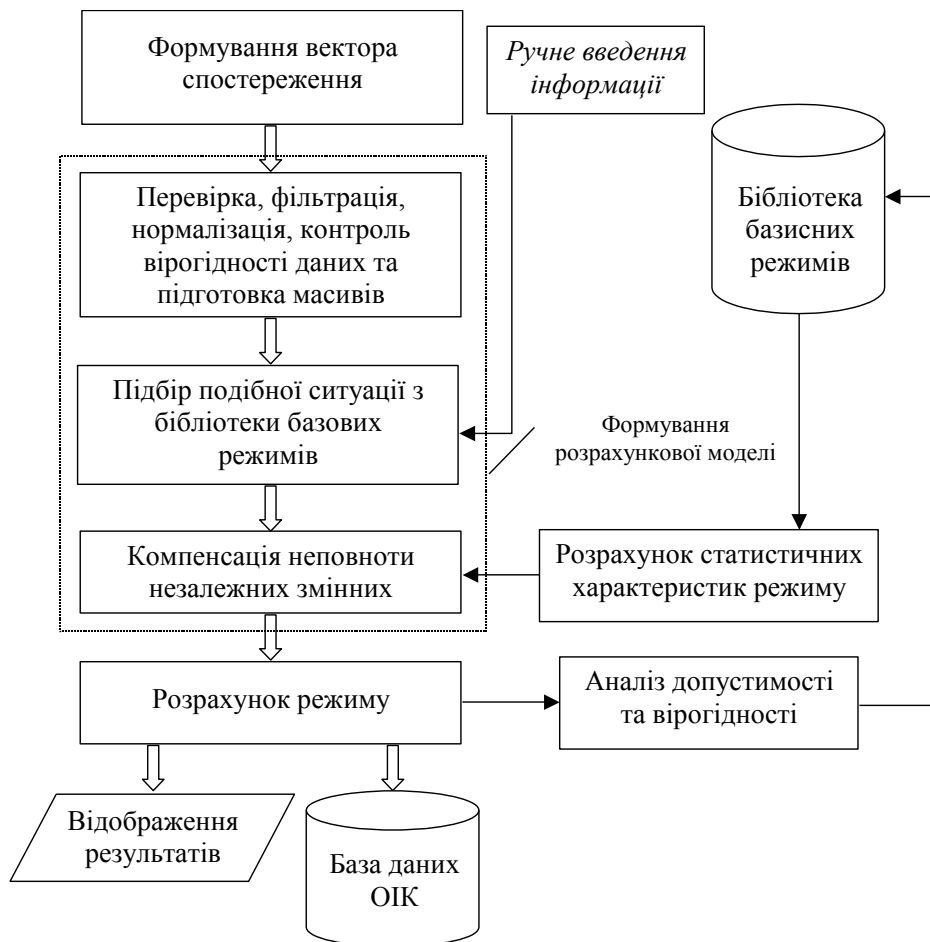 Формування вектора
спостереження
Ручне введення
інформації
Перевірка, фільтрація,
нормалізація, контроль
вірогідності даних та
підготовка масивів
Бібліотека
базисних
режимів
Підбір подібної ситуації з
бібліотеки базових
режимів
Формування
розрахункової моделі
Компенсація неповноти
незалежних змінних
Розрахунок статистичних
характеристик режиму
Розрахунок режиму
Аналіз допустимості
та вірогідності
Відображення
результатів
База даних
ОІК